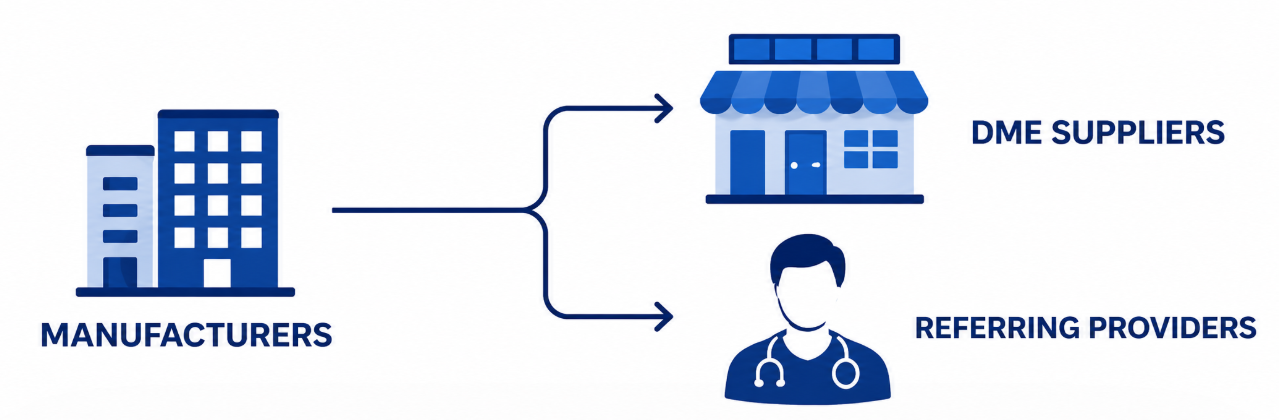 DME SUPPLIERS
MANUFACTURERS
REFERRING PROVIDERS